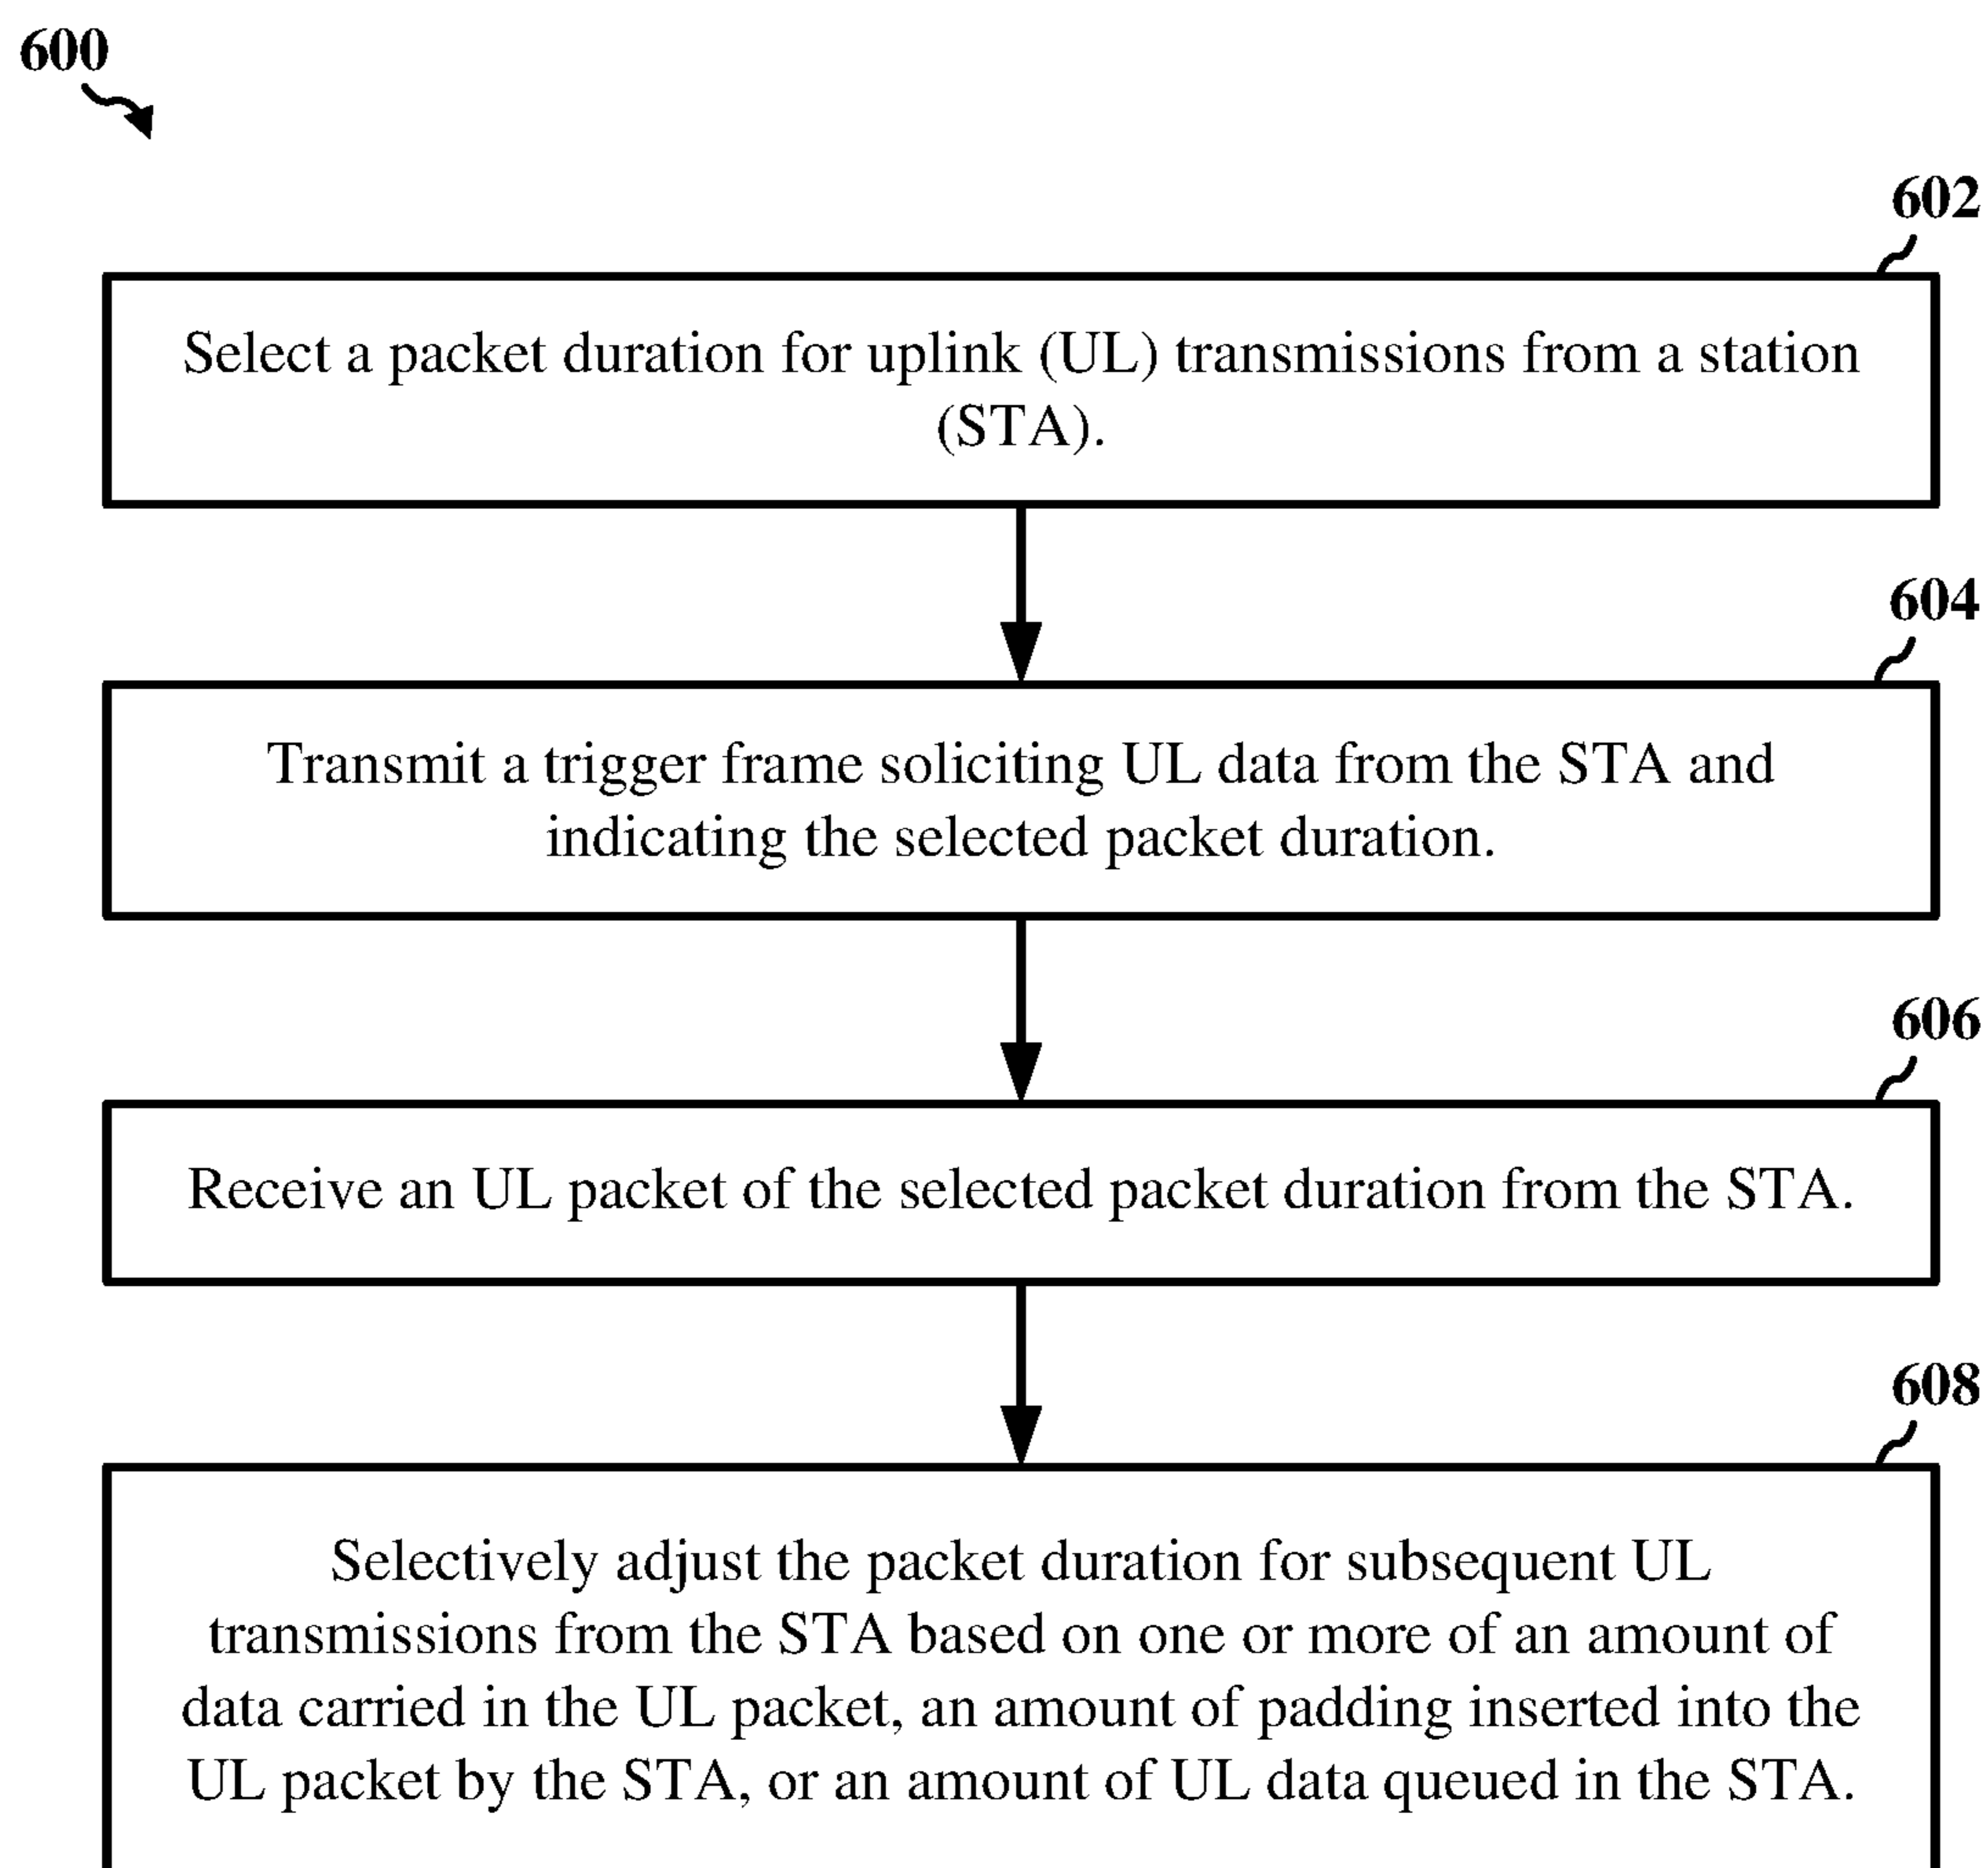 600
602
Select a packet duration for uplink (UL) transmissions from a station
(STA).
604
Transmit a trigger frame soliciting UL data from the STA and
indicating the selected packet duration.
606
Receive an UL packet of the selected packet duration from the STA.
608
Selectively adjust the packet duration for subsequent UL
transmissions from the STA based on one or more of an amount of
data carried in the UL packet, an amount of padding inserted into the
UL packet by the STA, or an amount of UL data queued in the STA.